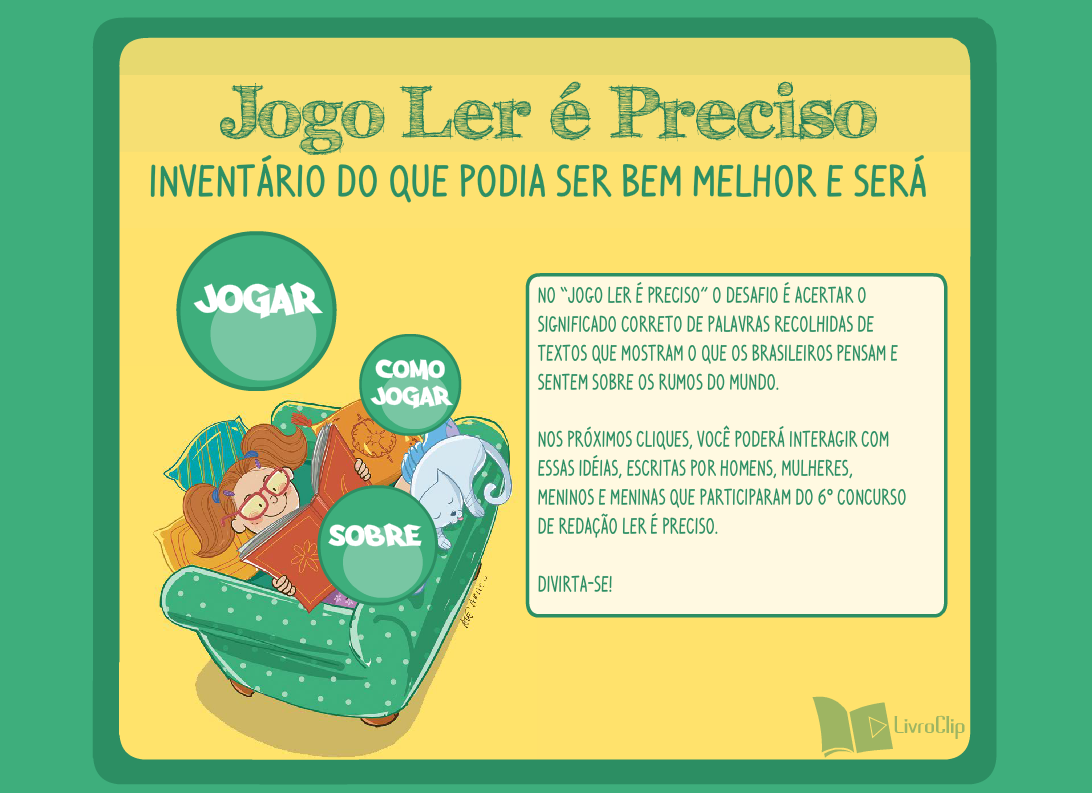 Jogo Ler é Preciso
INVENTÁRIO DO QUE PODIA SER BEM MELHOR E SERÁ
JOGAR
COMO
JOGAR
SOBRE
NO "JOGO LER É PRECISO" O DESAFIO É ACERTAR O
SIGNIFICADO CORRETO DE PALAVRAS RECOLHIDAS DE
TEXTOS QUE MOSTRAM O QUE OS BRASILEIROS PENSAM E
SENTEM SOBRE OS RUMOS DO MUNDO.
NOS PRÓXIMOS CLIQUES, VOCÊ PODERÁ INTERAGIR COM
ESSAS IDÉIAS, ESCRITAS POR HOMENS, MULHERES,
MENINOS E MENINAS QUE PARTICIPARAM DO 6° CONCURSO
DE REDAÇÃO LER É PRECISO.
DIVIRTA-SE!
LivroClip